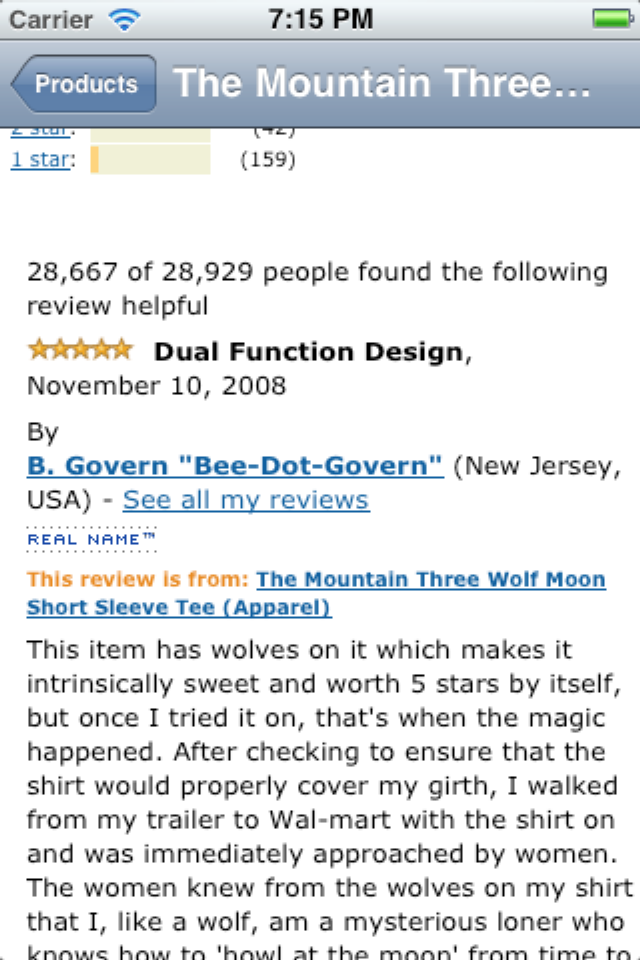 Carrier 7:15 PM
Products The Mountain Three...
2 star: (42)
1 star: (159)
28,667 of 28,929 people found the following
review helpful
Dual Function Design,
November 10, 2008
By
B. Govern "Bee-Dot-Govern" (New Jersey,
USA) - See all my reviews
REAL NAME™
This review is from: The Mountain Three Wolf Moon
Short Sleeve Tee (Apparel)
This item has wolves on it which makes it
intrinsically sweet and worth 5 stars by itself,
but once I tried it on, that's when the magic
happened. After checking to ensure that the
shirt would properly cover my girth, I walked
from my trailer to Wal-mart with the shirt on
and was immediately approached by women.
The women knew from the wolves on my shirt
that I, like a wolf, am a mysterious loner who
knows how to 'howl at the moon' from time to